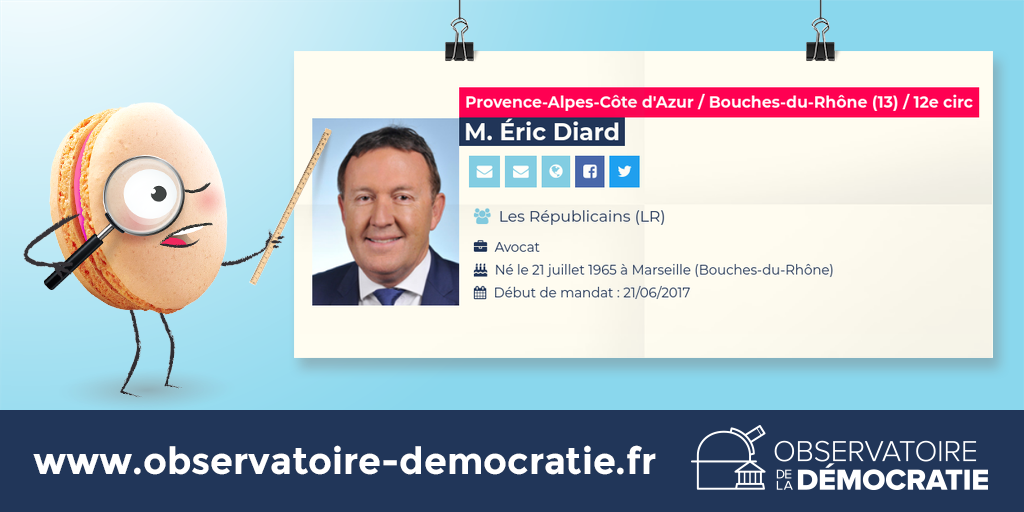 Provence-Alpes-Côte d'Azur / Bouches-du-Rhône (13) / 12e circ
M. Éric Diard
Les Républicains (LR)
Avocat
Né le 21 juillet 1965 à Marseille (Bouches-du-Rhône)
Début de mandat : 21/06/2017
www.observatoire-democratie.fr
OBSERVATOIRE
DE LA DÉMOCRATIE